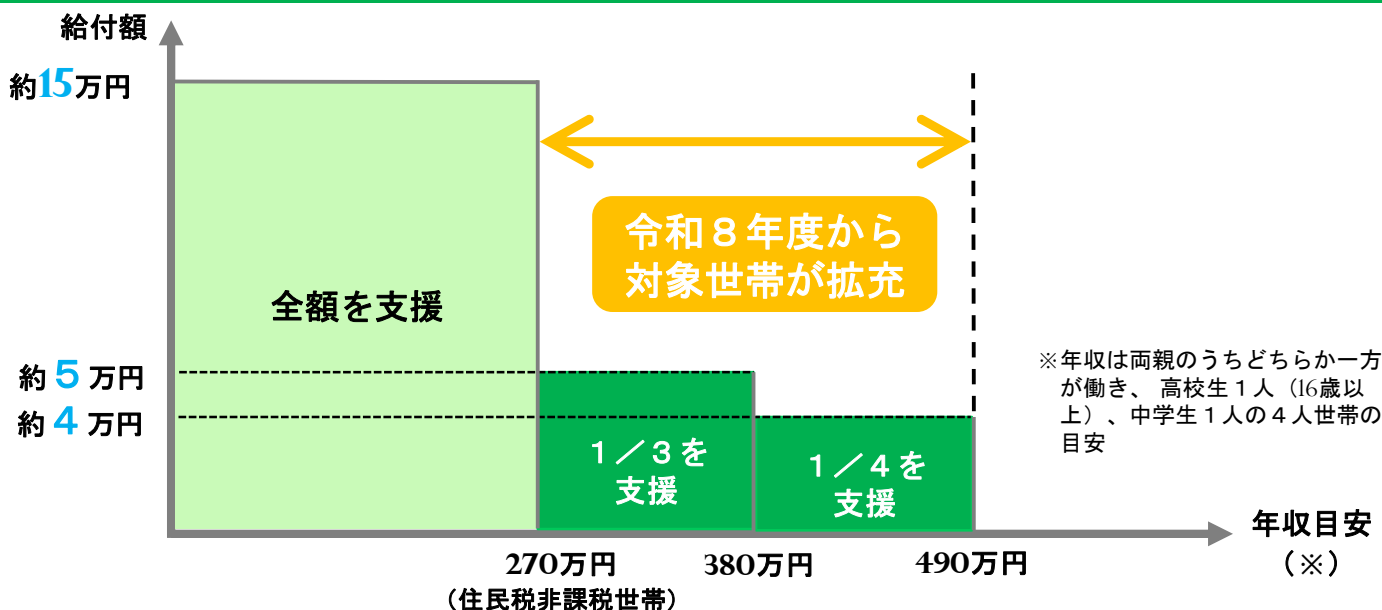 給付額
約15万円
令和８年度から
対象世帯が拡充
全額を支援
※年収は両親のうちどちらか一方
が働き、 高校生１人（16歳以
上）、中学生１人の４人世帯の
目安
約 5 万円
約 4 万円
１／３を
支援
１／４を
支援
年収目安
（※）
270万円
380万円
490万円
（住民税非課税世帯）